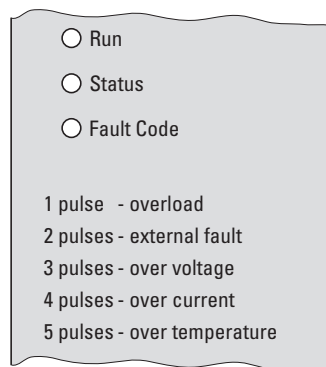 Run
Status
Fault Code
1 pulse - overload
2 pulses - external fault
3 pulses - over voltage
4 pulses - over current
5 pulses - over temperature